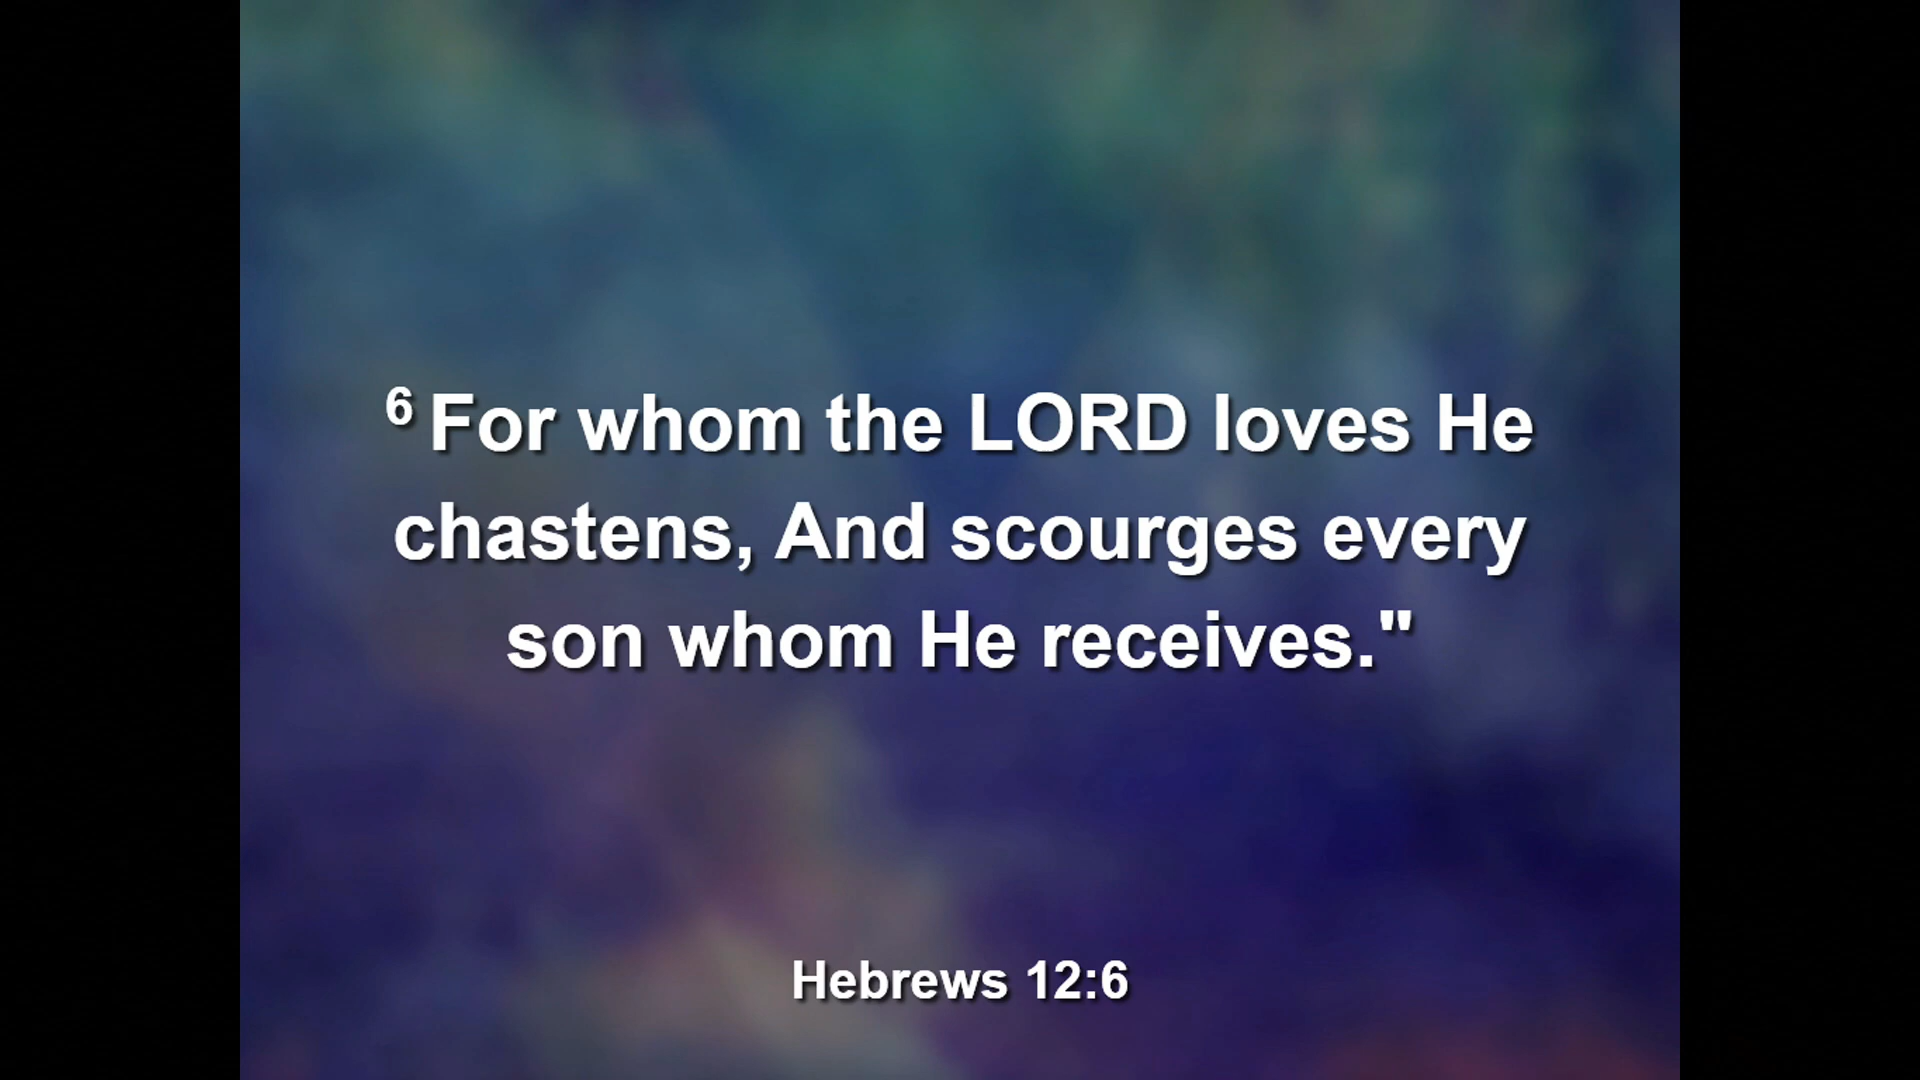 6 For whom the LORD loves He
chastens, And scourges every
son whom He receives."
Hebrews 12:6